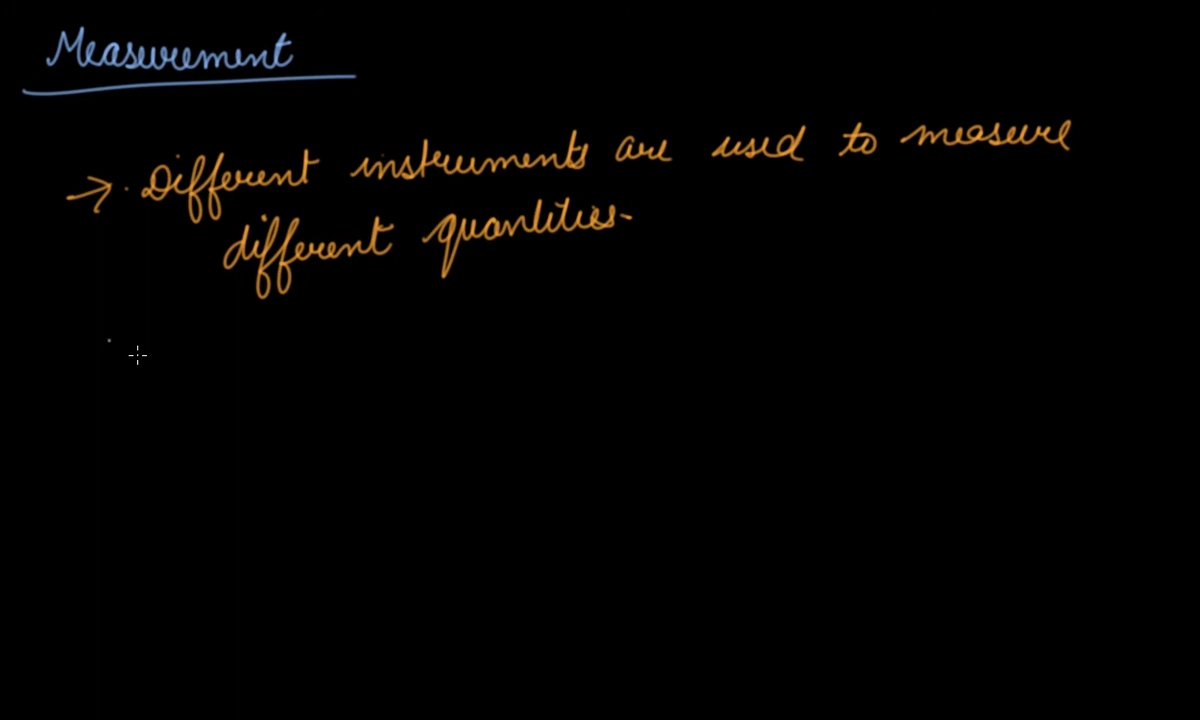 Measurement
→ Different instruments are used to measure
different quantities.